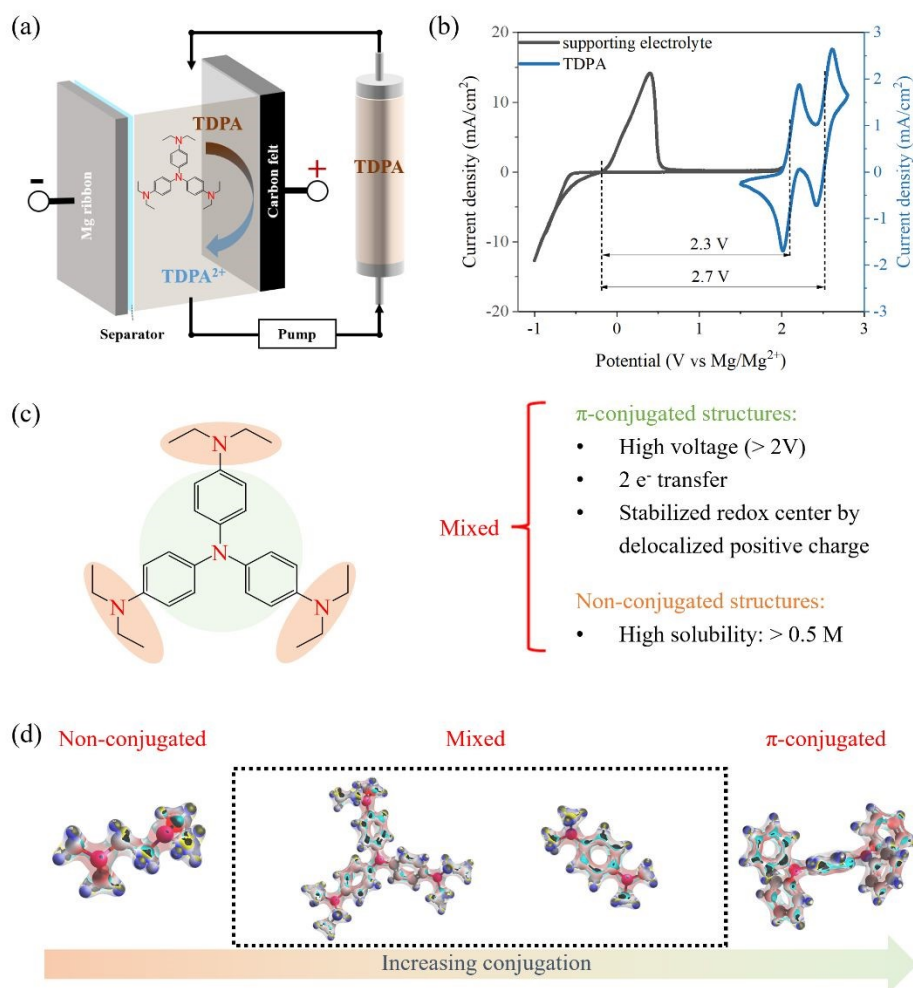 (a)
TDPA
N
N
N
N
TDPA²⁺
Mg ribbon
Carbon felt
-
+
TDPA
Separator
Pump
(b)
supporting electrolyte
TDPA
20
10
0
-10
-20
Current density (mA/cm²)
3
2
1
0
-1
-2
-3
Current density (mA/cm²)
2.3 V
2.7 V
-1 0 1 2 3
Potential (V vs Mg/Mg²⁺)
(c)
N
N
N
N
Mixed
π-conjugated structures:
• High voltage (> 2V)
• 2 e⁻ transfer
• Stabilized redox center by
delocalized positive charge
Non-conjugated structures:
• High solubility: > 0.5 M
(d)
Non-conjugated
Mixed
π-conjugated
Increasing conjugation